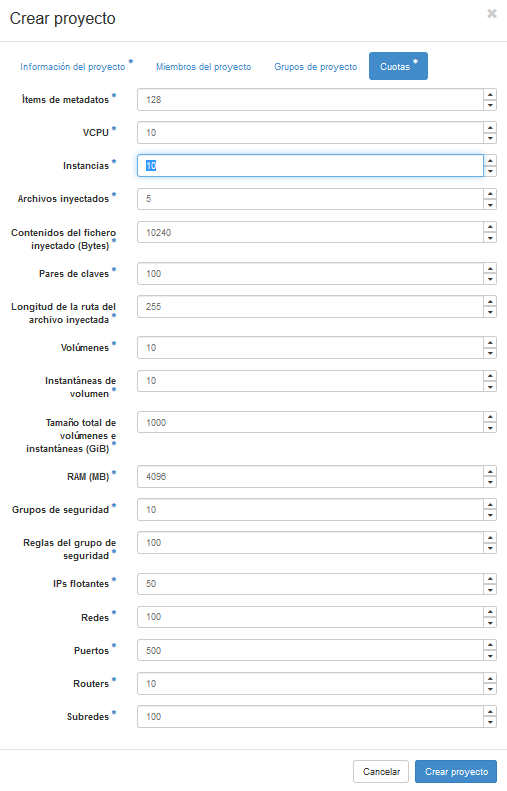 Crear proyecto
Información del proyecto *
Miembros del proyecto
Grupos de proyecto
Cuotas *
Ítems de metadatos *
128
VCPU *
10
Instancias *
10
Archivos inyectados *
5
Contenidos del fichero
inyectado (Bytes) *
10240
Pares de claves *
100
Longitud de la ruta del
archivo inyectada *
255
Volúmenes *
10
Instantáneas de
volumen *
10
Tamaño total de
volúmenes e
instantáneas (GiB) *
1000
RAM (MB) *
4096
Grupos de seguridad *
10
Reglas del grupo de
seguridad *
100
IPs flotantes *
50
Redes *
100
Puertos *
500
Routers *
10
Subredes *
100
Cancelar
Crear proyecto